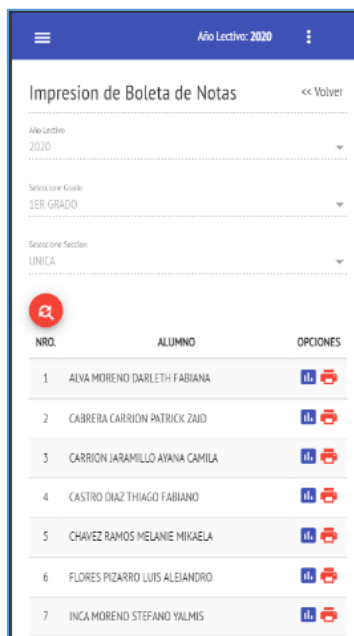 Año Lectivo: 2020
Impresion de Boleta de Notas << Volver
Año Lectivo
2020
Seleccione Grado
1ER GRADO
Seleccione Section
UNICA
NRO. ALUMNO OPCIONES
1 ALVA MORENO DARLETH FABIANA
2 CABRERA CARRION PATRICK ZAID
3 CARRION JARAMILLO AYANA CAMILA
4 CASTRO DIAZ THIAGO FABIANO
5 CHAVEZ RAMOS MELANIE MIKAELA
6 FLORES PIZARRO LUIS ALEJANDRO
7 INCA MORENO STEFANO YALMIS